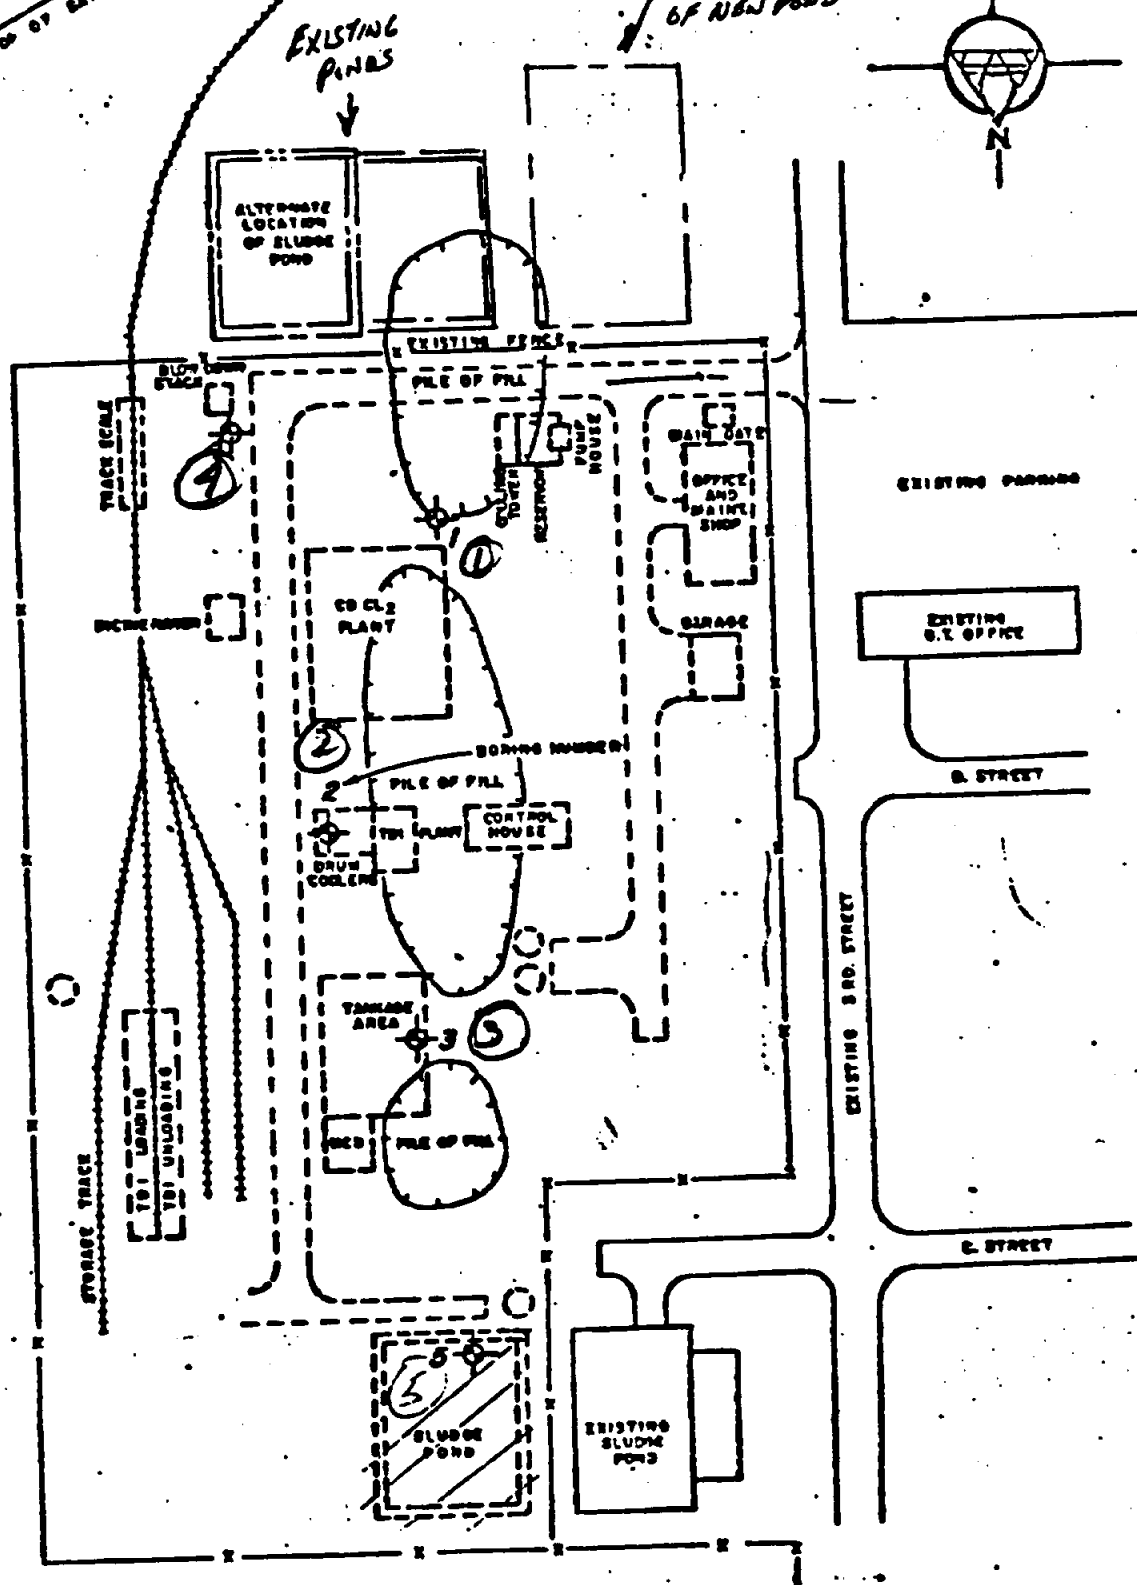 EXISTING
PONDS
OF NEW POND
N
ALTERNATE
LOCATION
OF SLUDGE
POND
EXISTING FENCE
BLOW DOWN
STACK
PILE OF FILL
TRACK SCALE
4
COOLING
TOWER
RESERVOIR
PUMP
HOUSE
MAIN GATE
OFFICE
AND
MAINT.
SHOP
EXISTING PARKING
1
1
COCL2
PLANT
GARAGE
EXISTING
OFFICE
2
BORING NUMBER
2
PILE OF FILL
D. STREET
TDI PLANT
CONTROL
HOUSE
DRUM
COOLERS
EXISTING 3RD. STREET
TANKAGE
AREA
3
3
TDI LOADING
TDI UNLOADING
STORAGE TRACK
PILE OF FILL
C. STREET
5
5
SLUDGE
POND
EXISTING
SLUDGE
POND